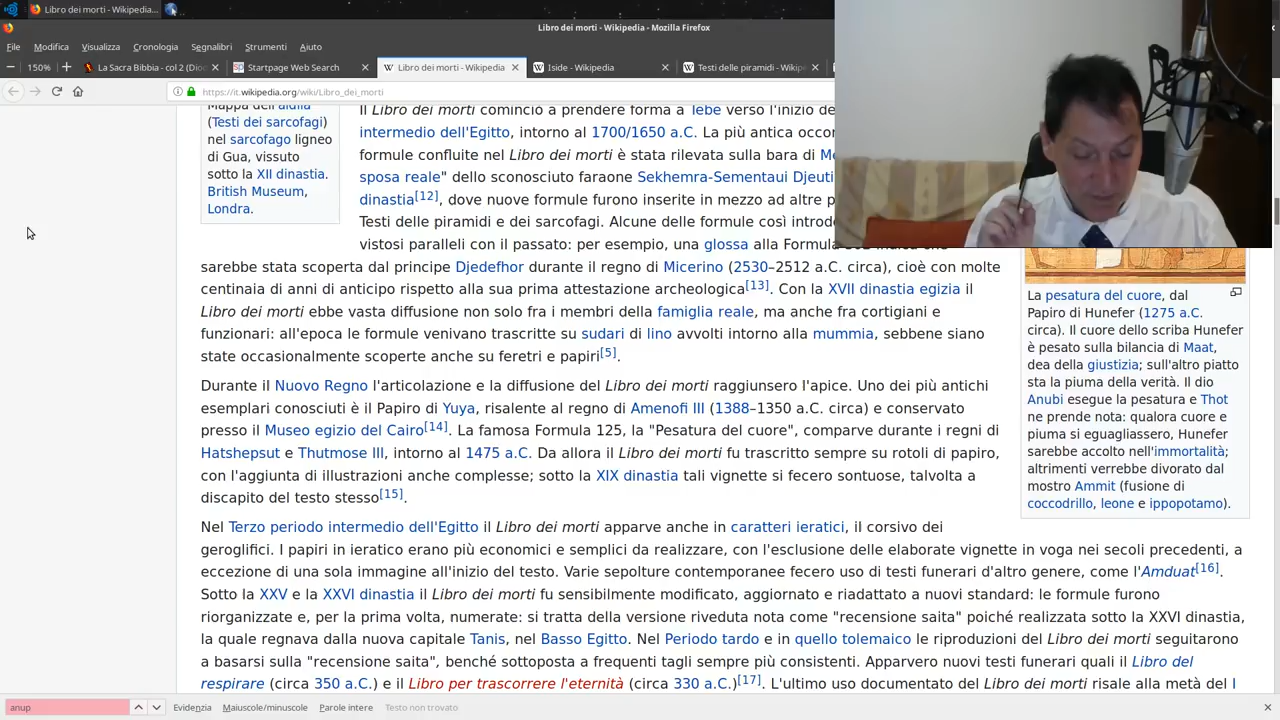 Libro dei morti - Wikipedia...
Libro dei morti - Wikipedia - Mozilla Firefox
File Modifica Visualizza Cronologia Segnalibri Strumenti Aiuto
150% La Sacra Bibbia - col 2 (Dio Startpage Web Search Libro dei morti - Wikipedia Iside - Wikipedia Testi delle piramidi - Wikip
https://it.wikipedia.org/wiki/Libro_dei_morti
Mappa dell'aldilà
(Testi dei sarcofagi)
nel sarcofago ligneo
di Gua, vissuto
sotto la XII dinastia.
British Museum,
Londra.
Il Libro dei morti cominciò a prendere forma a Tebe verso l'inizio de
intermedio dell'Egitto, intorno al 1700/1650 a.C. La più antica occor
formule confluite nel Libro dei morti è stata rilevata sulla bara di Me
sposa reale" dello sconosciuto faraone Sekhemra-Sementaui Djeuti
dinastia[12], dove nuove formule furono inserite in mezzo ad altre p
Testi delle piramidi e dei sarcofagi. Alcune delle formule così introd
vistosi paralleli con il passato: per esempio, una glossa alla Formula
sarebbe stata scoperta dal principe Djedefhor durante il regno di Micerino (2530–2512 a.C. circa), cioè con molte
centinaia di anni di anticipo rispetto alla sua prima attestazione archeologica[13]. Con la XVII dinastia egizia il
Libro dei morti ebbe vasta diffusione non solo fra i membri della famiglia reale, ma anche fra cortigiani e
funzionari: all'epoca le formule venivano trascritte su sudari di lino avvolti intorno alla mummia, sebbene siano
state occasionalmente scoperte anche su feretri e papiri[5].
Durante il Nuovo Regno l'articolazione e la diffusione del Libro dei morti raggiunsero l'apice. Uno dei più antichi
esemplari conosciuti è il Papiro di Yuya, risalente al regno di Amenofi III (1388–1350 a.C. circa) e conservato
presso il Museo egizio del Cairo[14]. La famosa Formula 125, la "Pesatura del cuore", comparve durante i regni di
Hatshepsut e Thutmose III, intorno al 1475 a.C. Da allora il Libro dei morti fu trascritto sempre su rotoli di papiro,
con l'aggiunta di illustrazioni anche complesse; sotto la XIX dinastia tali vignette si fecero sontuose, talvolta a
discapito del testo stesso[15].
Nel Terzo periodo intermedio dell'Egitto il Libro dei morti apparve anche in caratteri ieratici, il corsivo dei
geroglifici. I papiri in ieratico erano più economici e semplici da realizzare, con l'esclusione delle elaborate vignette in voga nei secoli precedenti, a
eccezione di una sola immagine all'inizio del testo. Varie sepolture contemporanee fecero uso di testi funerari d'altro genere, come l'Amduat[16].
Sotto la XXV e la XXVI dinastia il Libro dei morti fu sensibilmente modificato, aggiornato e riadattato a nuovi standard: le formule furono
riorganizzate e, per la prima volta, numerate: si tratta della versione riveduta nota come "recensione saita" poiché realizzata sotto la XXVI dinastia,
la quale regnava dalla nuova capitale Tanis, nel Basso Egitto. Nel Periodo tardo e in quello tolemaico le riproduzioni del Libro dei morti seguitarono
a basarsi sulla "recensione saita", benché sottoposta a frequenti tagli sempre più consistenti. Apparvero nuovi testi funerari quali il Libro del
respirare (circa 350 a.C.) e il Libro per trascorrere l'eternità (circa 330 a.C.)[17]. L'ultimo uso documentato del Libro dei morti risale alla metà del I
La pesatura del cuore, dal
Papiro di Hunefer (1275 a.C.
circa). Il cuore dello scriba Hunefer
è pesato sulla bilancia di Maat,
dea della giustizia; sull'altro piatto
sta la piuma della verità. Il dio
Anubi esegue la pesatura e Thot
ne prende nota: qualora cuore e
piuma si eguagliassero, Hunefer
sarebbe accolto nell'immortalità;
altrimenti verrebbe divorato dal
mostro Ammit (fusione di
coccodrillo, leone e ippopotamo).
anup Evidenzia Maiuscole/minuscole Parole intere Testo non trovato